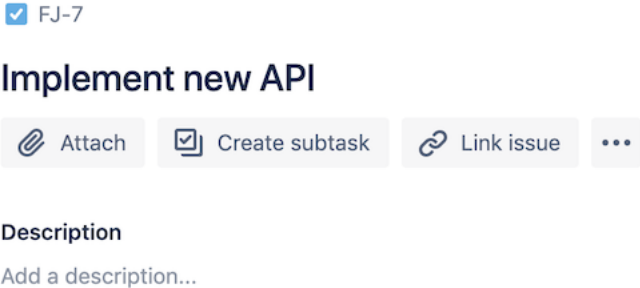 FJ-7
Implement new API
Attach Create subtask Link issue
Description
Add a description...